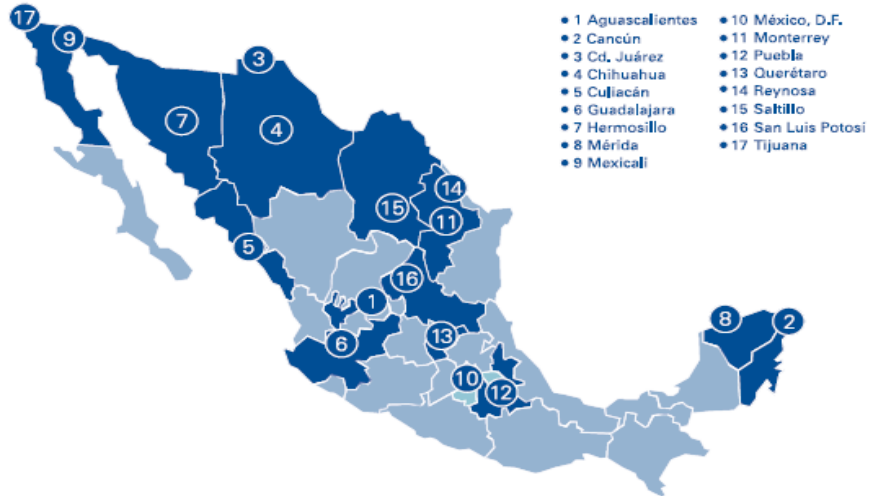 • 1 Aguascalientes
• 2 Cancún
• 3 Cd. Juárez
• 4 Chihuahua
• 5 Culiacán
• 6 Guadalajara
• 7 Hermosillo
• 8 Mérida
• 9 Mexicali
• 10 México, D.F.
• 11 Monterrey
• 12 Puebla
• 13 Querétaro
• 14 Reynosa
• 15 Saltillo
• 16 San Luis Potosí
• 17 Tijuana
17
9
3
7
4
14
15
11
5
16
1
8
2
6
13
10
12